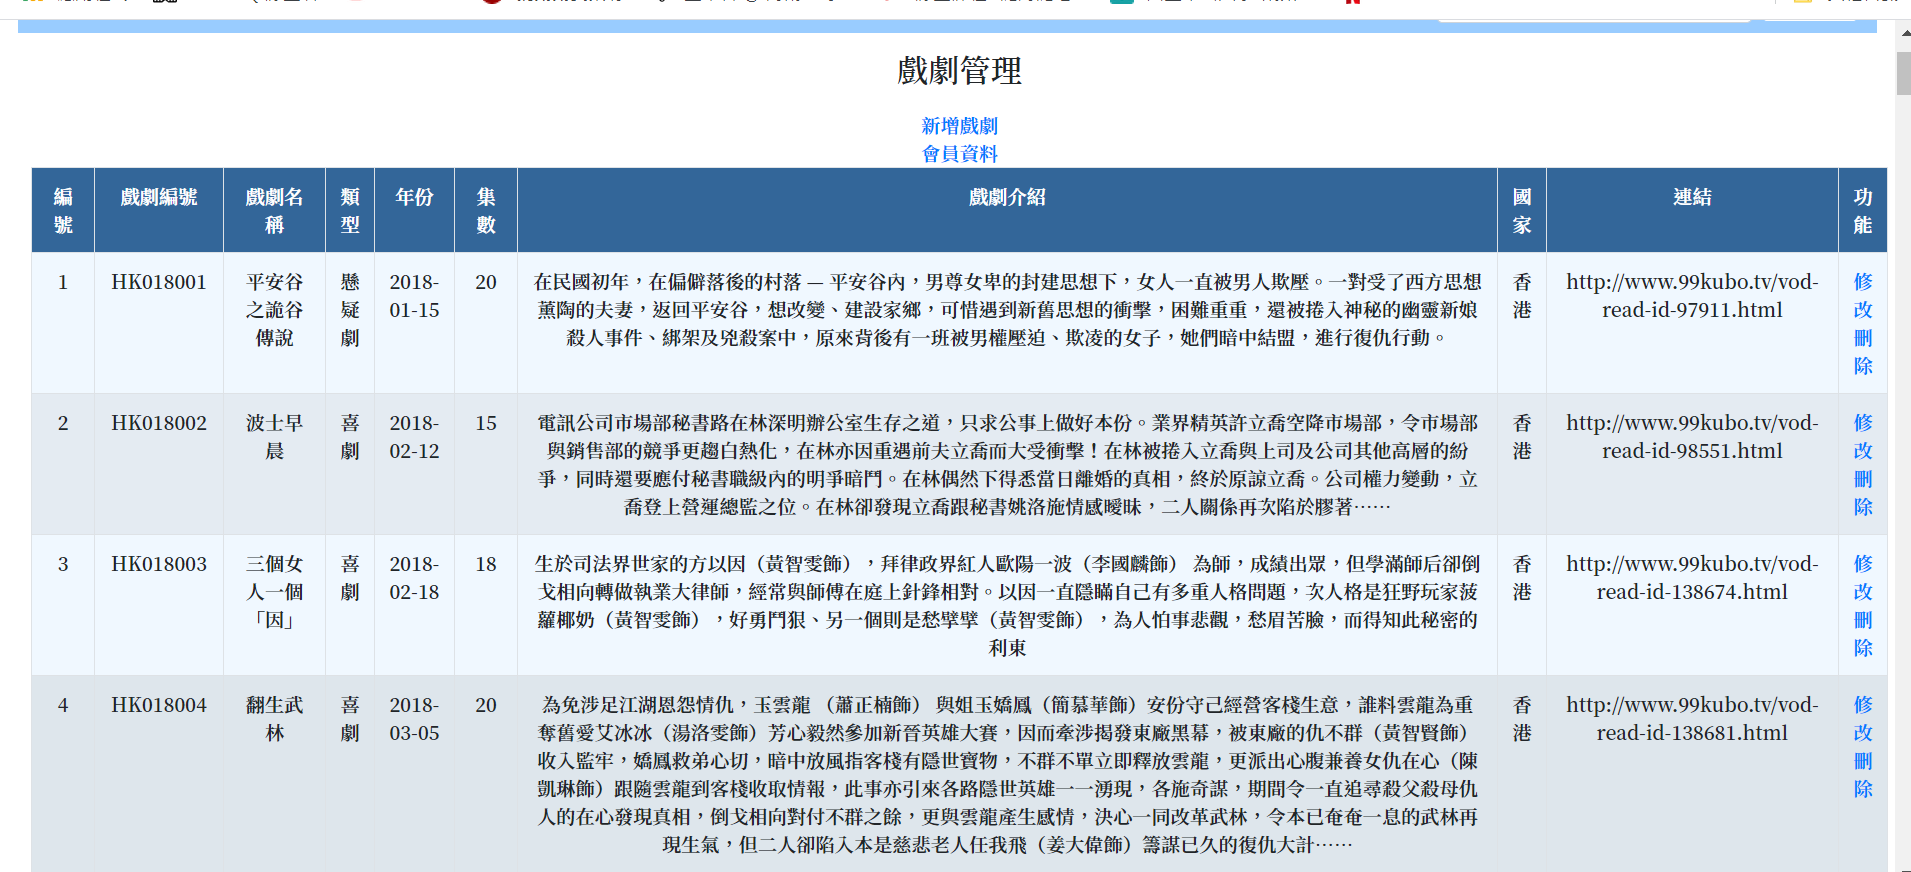 戲劇管理
新增戲劇
會員資料
編號 戲劇編號 戲劇名稱 類型 年份 集數 戲劇介紹 國家 連結 功能
1 HK018001 平安谷之詭谷傳說 懸疑劇 2018-01-15 20
在民國初年，在偏僻落後的村落 — 平安谷內，男尊女卑的封建思想下，女人一直被男人欺壓。一對受了西方思想
薰陶的夫妻，返回平安谷，想改變、建設家鄉，可惜遇到新舊思想的衝擊，困難重重，還被捲入神秘的幽靈新娘
殺人事件、綁架及兇殺案中，原來背後有一班被男權壓迫、欺凌的女子，她們暗中結盟，進行復仇行動。
香港
http://www.99kubo.tv/vod-
read-id-97911.html
修改刪除
2 HK018002 波士早晨 喜劇 2018-02-12 15
電訊公司市場部秘書路在林深明辦公室生存之道，只求公事上做好本份。業界精英許立喬空降市場部，令市場部
與銷售部的競爭更趨白熱化，在林亦因重遇前夫立喬而大受衝擊！在林被捲入立喬與上司及公司其他高層的紛
爭，同時還要應付秘書職級內的明爭暗鬥。在林偶然下得悉當日離婚的真相，終於原諒立喬。公司權力變動，立
喬登上營運總監之位。在林卻發現立喬跟秘書姚洛施情感曖昧，二人關係再次陷於膠著⋯⋯
香港
http://www.99kubo.tv/vod-
read-id-98551.html
修改刪除
3 HK018003 三個女人一個「因」 喜劇 2018-02-18 18
生於司法界世家的方以因（黃智雯飾），拜律政界紅人歐陽一波（李國麟飾） 為師，成績出眾，但學滿師后卻倒
戈相向轉做執業大律師，經常與師傅在庭上針鋒相對。以因一直隱瞞自己有多重人格問題，次人格是狂野玩家菠
蘿椰奶（黃智雯飾），好勇鬥狠、另一個則是愁孹孹（黃智雯飾），為人怕事悲觀，愁眉苦臉，而得知此秘密的
利東
香港
http://www.99kubo.tv/vod-
read-id-138674.html
修改刪除
4 HK018004 翻生武林 喜劇 2018-03-05 20
為免涉足江湖恩怨情仇，玉雲龍 （蕭正楠飾） 與姐玉嬌鳳（簡慕華飾）安份守己經營客棧生意，誰料雲龍為重
奪舊愛艾冰冰（湯洛雯飾）芳心毅然參加新晉英雄大賽，因而牽涉揭發東廠黑幕，被東廠的仇不群（黃智賢飾）
收入監牢，嬌鳳救弟心切，暗中放風指客棧有隱世寶物，不群不單立即釋放雲龍，更派出心腹兼養女仇在心（陳
凱琳飾）跟隨雲龍到客棧收取情報，此事亦引來各路隱世英雄一一湧現，各施奇謀，期間令一直追尋殺父殺母仇
人的在心發現真相，倒戈相向對付不群之餘，更與雲龍產生感情，決心一同改革武林，令本已奄奄一息的武林再
現生氣，但二人卻陷入本是慈悲老人任我飛（姜大偉飾）籌謀已久的復仇大計⋯⋯
香港
http://www.99kubo.tv/vod-
read-id-138681.html
修改刪除